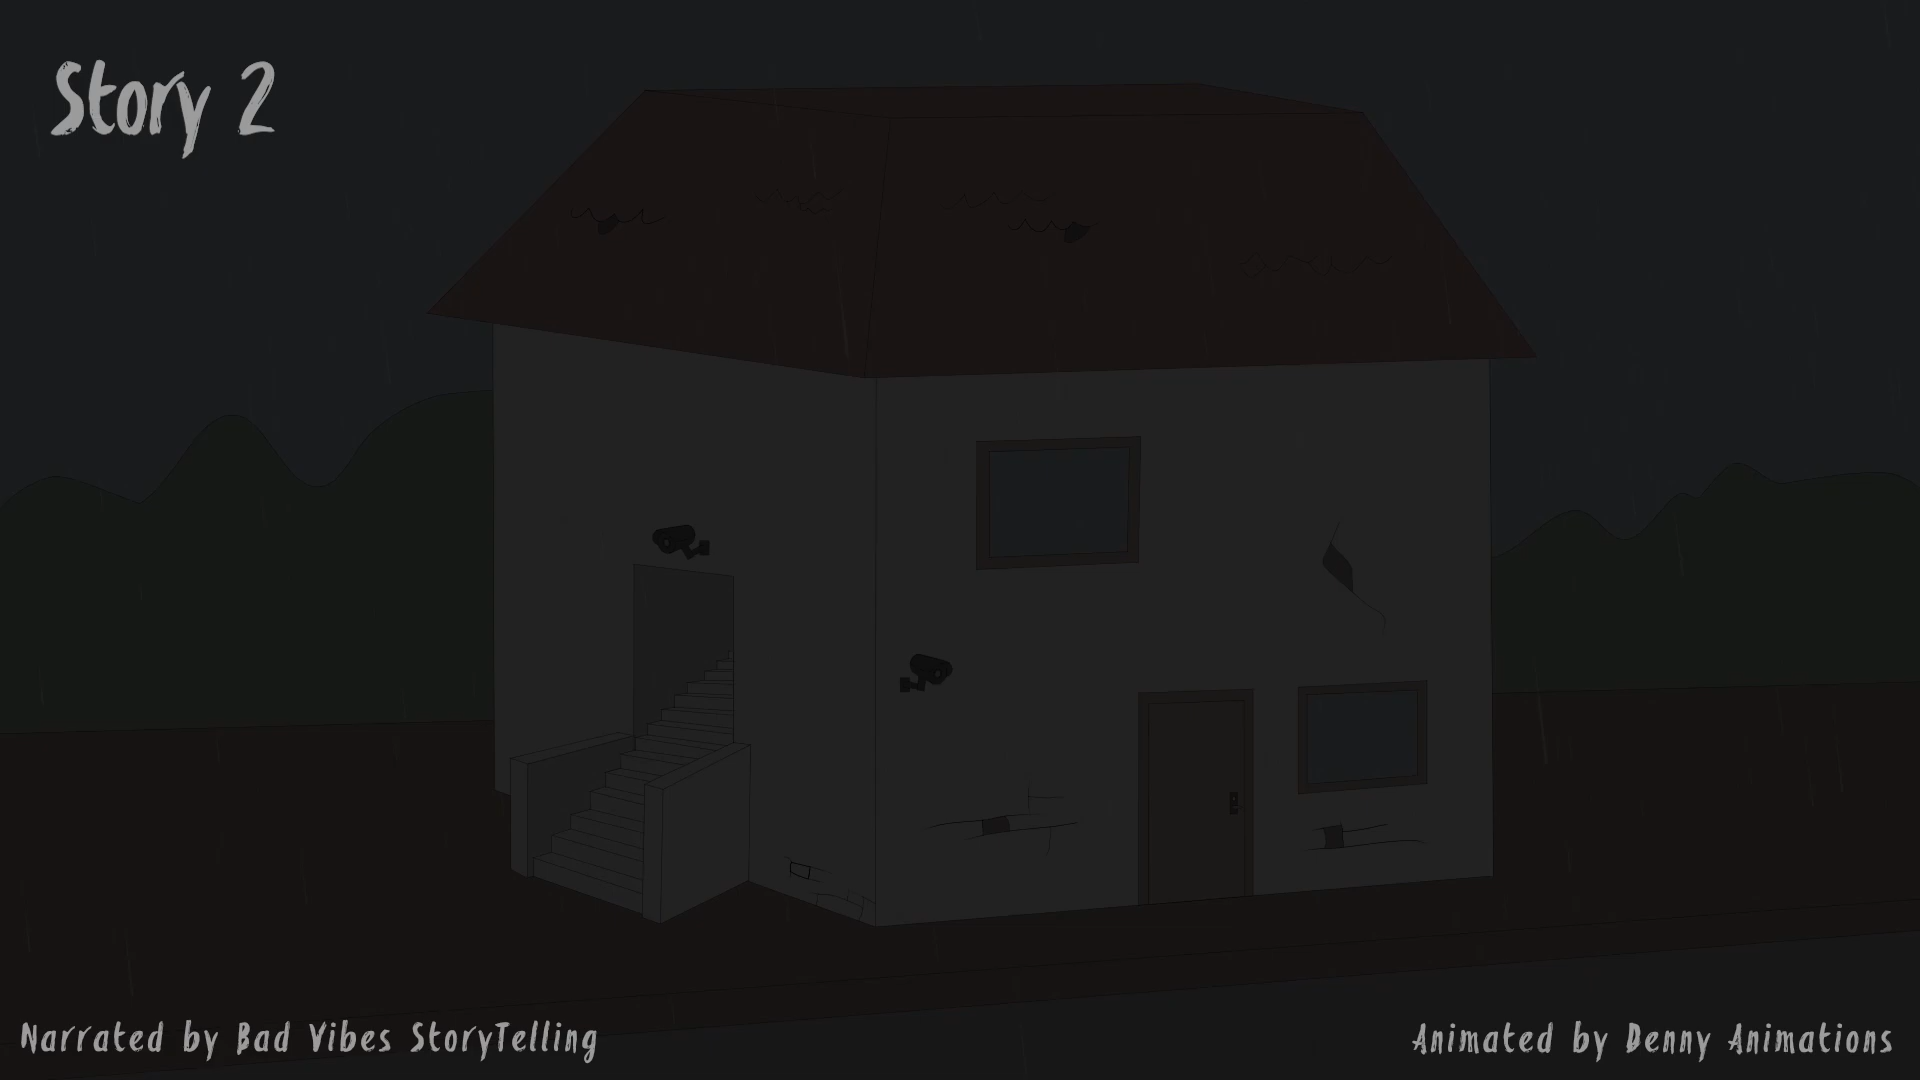 Story 2
Narrated by Bad Vibes StoryTelling
Animated by Denny Animations